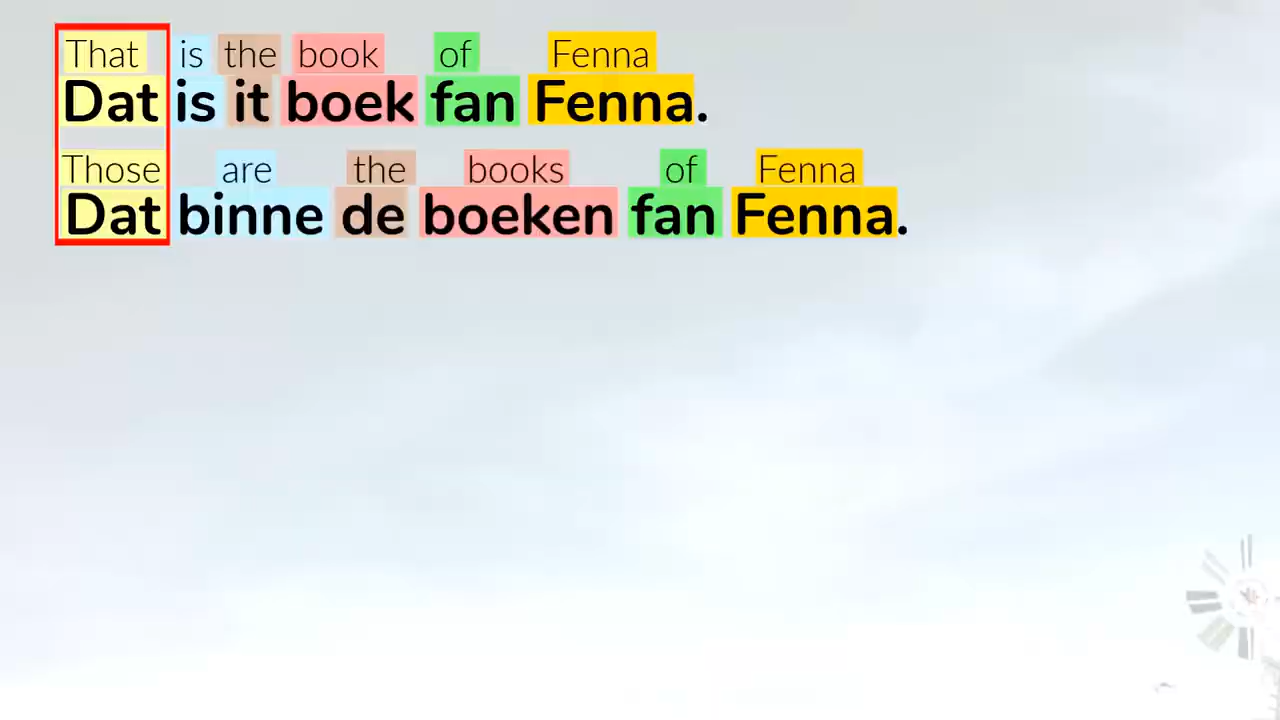 That is the book of Fenna
Dat is it boek fan Fenna.
Those are the books of Fenna
Dat binne de boeken fan Fenna.